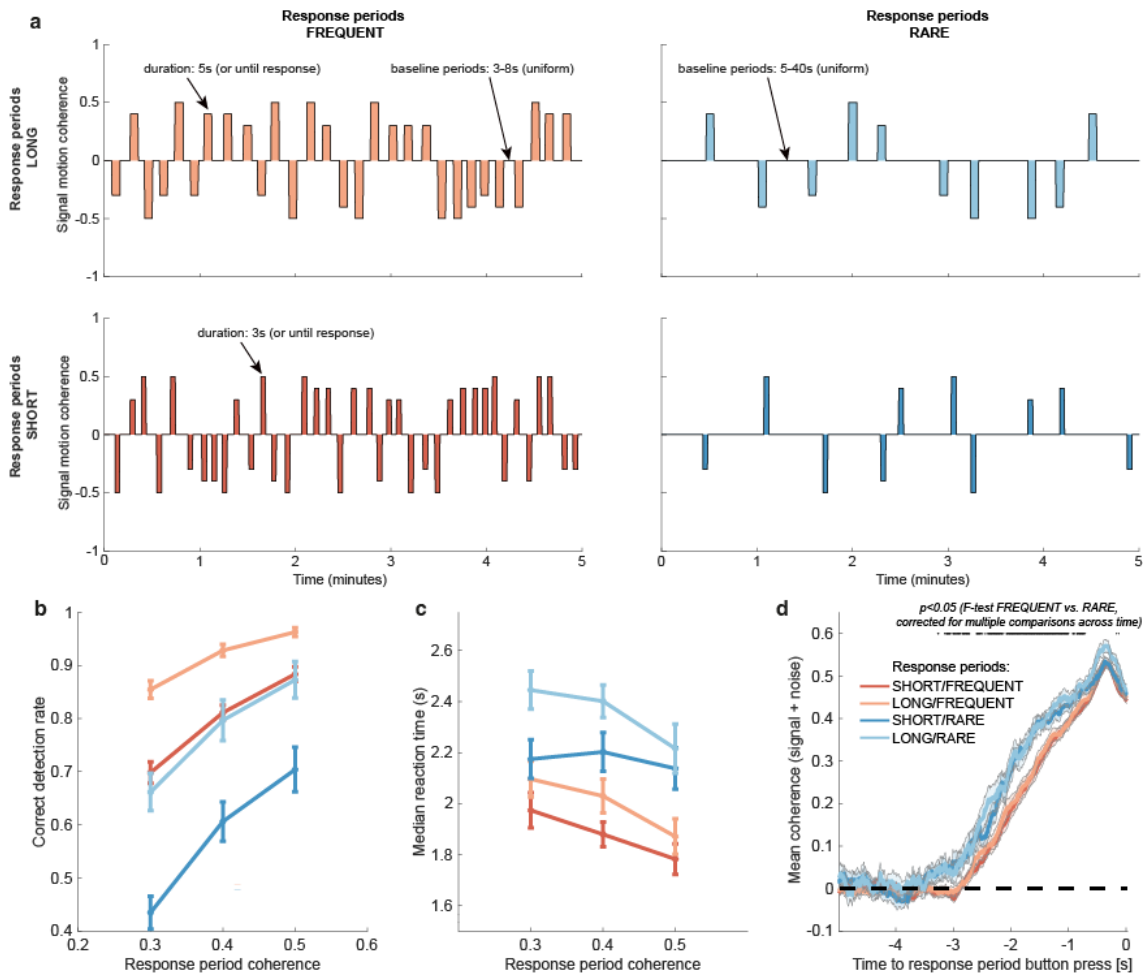 a
Response periods
FREQUENT
Response periods
RARE
Response periods
LONG
Signal motion coherence
1
0.5
0
-0.5
-1
duration: 5s (or until response)
baseline periods: 3-8s (uniform)
baseline periods: 5-40s (uniform)
Response periods
SHORT
Signal motion coherence
1
0.5
0
-0.5
-1
duration: 3s (or until response)
0 1 2 3 4 5
Time (minutes)
0 1 2 3 4 5
Time (minutes)
b
Correct detection rate
1
0.9
0.8
0.7
0.6
0.5
0.4
0.2 0.3 0.4 0.5 0.6
Response period coherence
c
Median reaction time (s)
2.6
2.4
2.2
2
1.8
1.6
0.3 0.4 0.5
Response period coherence
d
p<0.05 (F-test FREQUENT vs. RARE,
corrected for multiple comparisons across time)
Mean coherence (signal + noise)
0.6
0.5
0.4
0.3
0.2
0.1
0
-0.1
Response periods:
SHORT/FREQUENT
LONG/FREQUENT
SHORT/RARE
LONG/RARE
-4 -3 -2 -1 0
Time to response period button press [s]